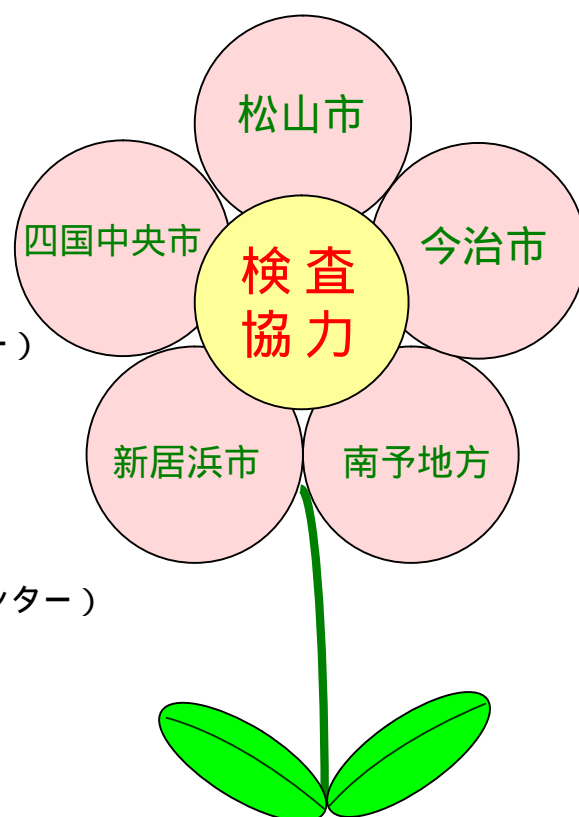 松山市
四国中央市
今治市
検査
協力
ー）
新居浜市
南予地方
ンター）